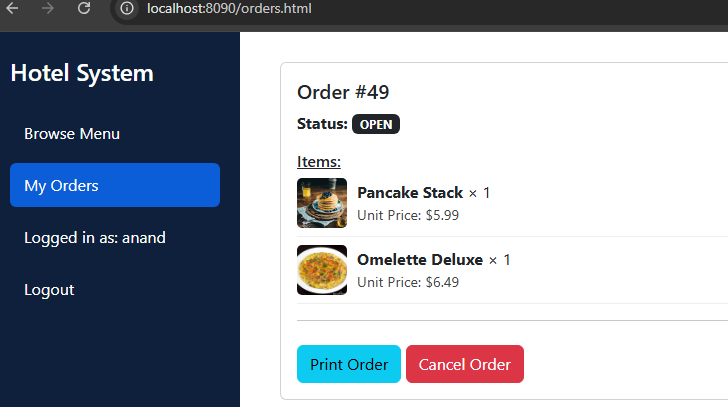 localhost:8090/orders.html
Hotel System
Browse Menu
My Orders
Logged in as: anand
Logout
Order #49
Status: OPEN
Items:
Pancake Stack × 1
Unit Price: $5.99
Omelette Deluxe × 1
Unit Price: $6.49
Print Order
Cancel Order